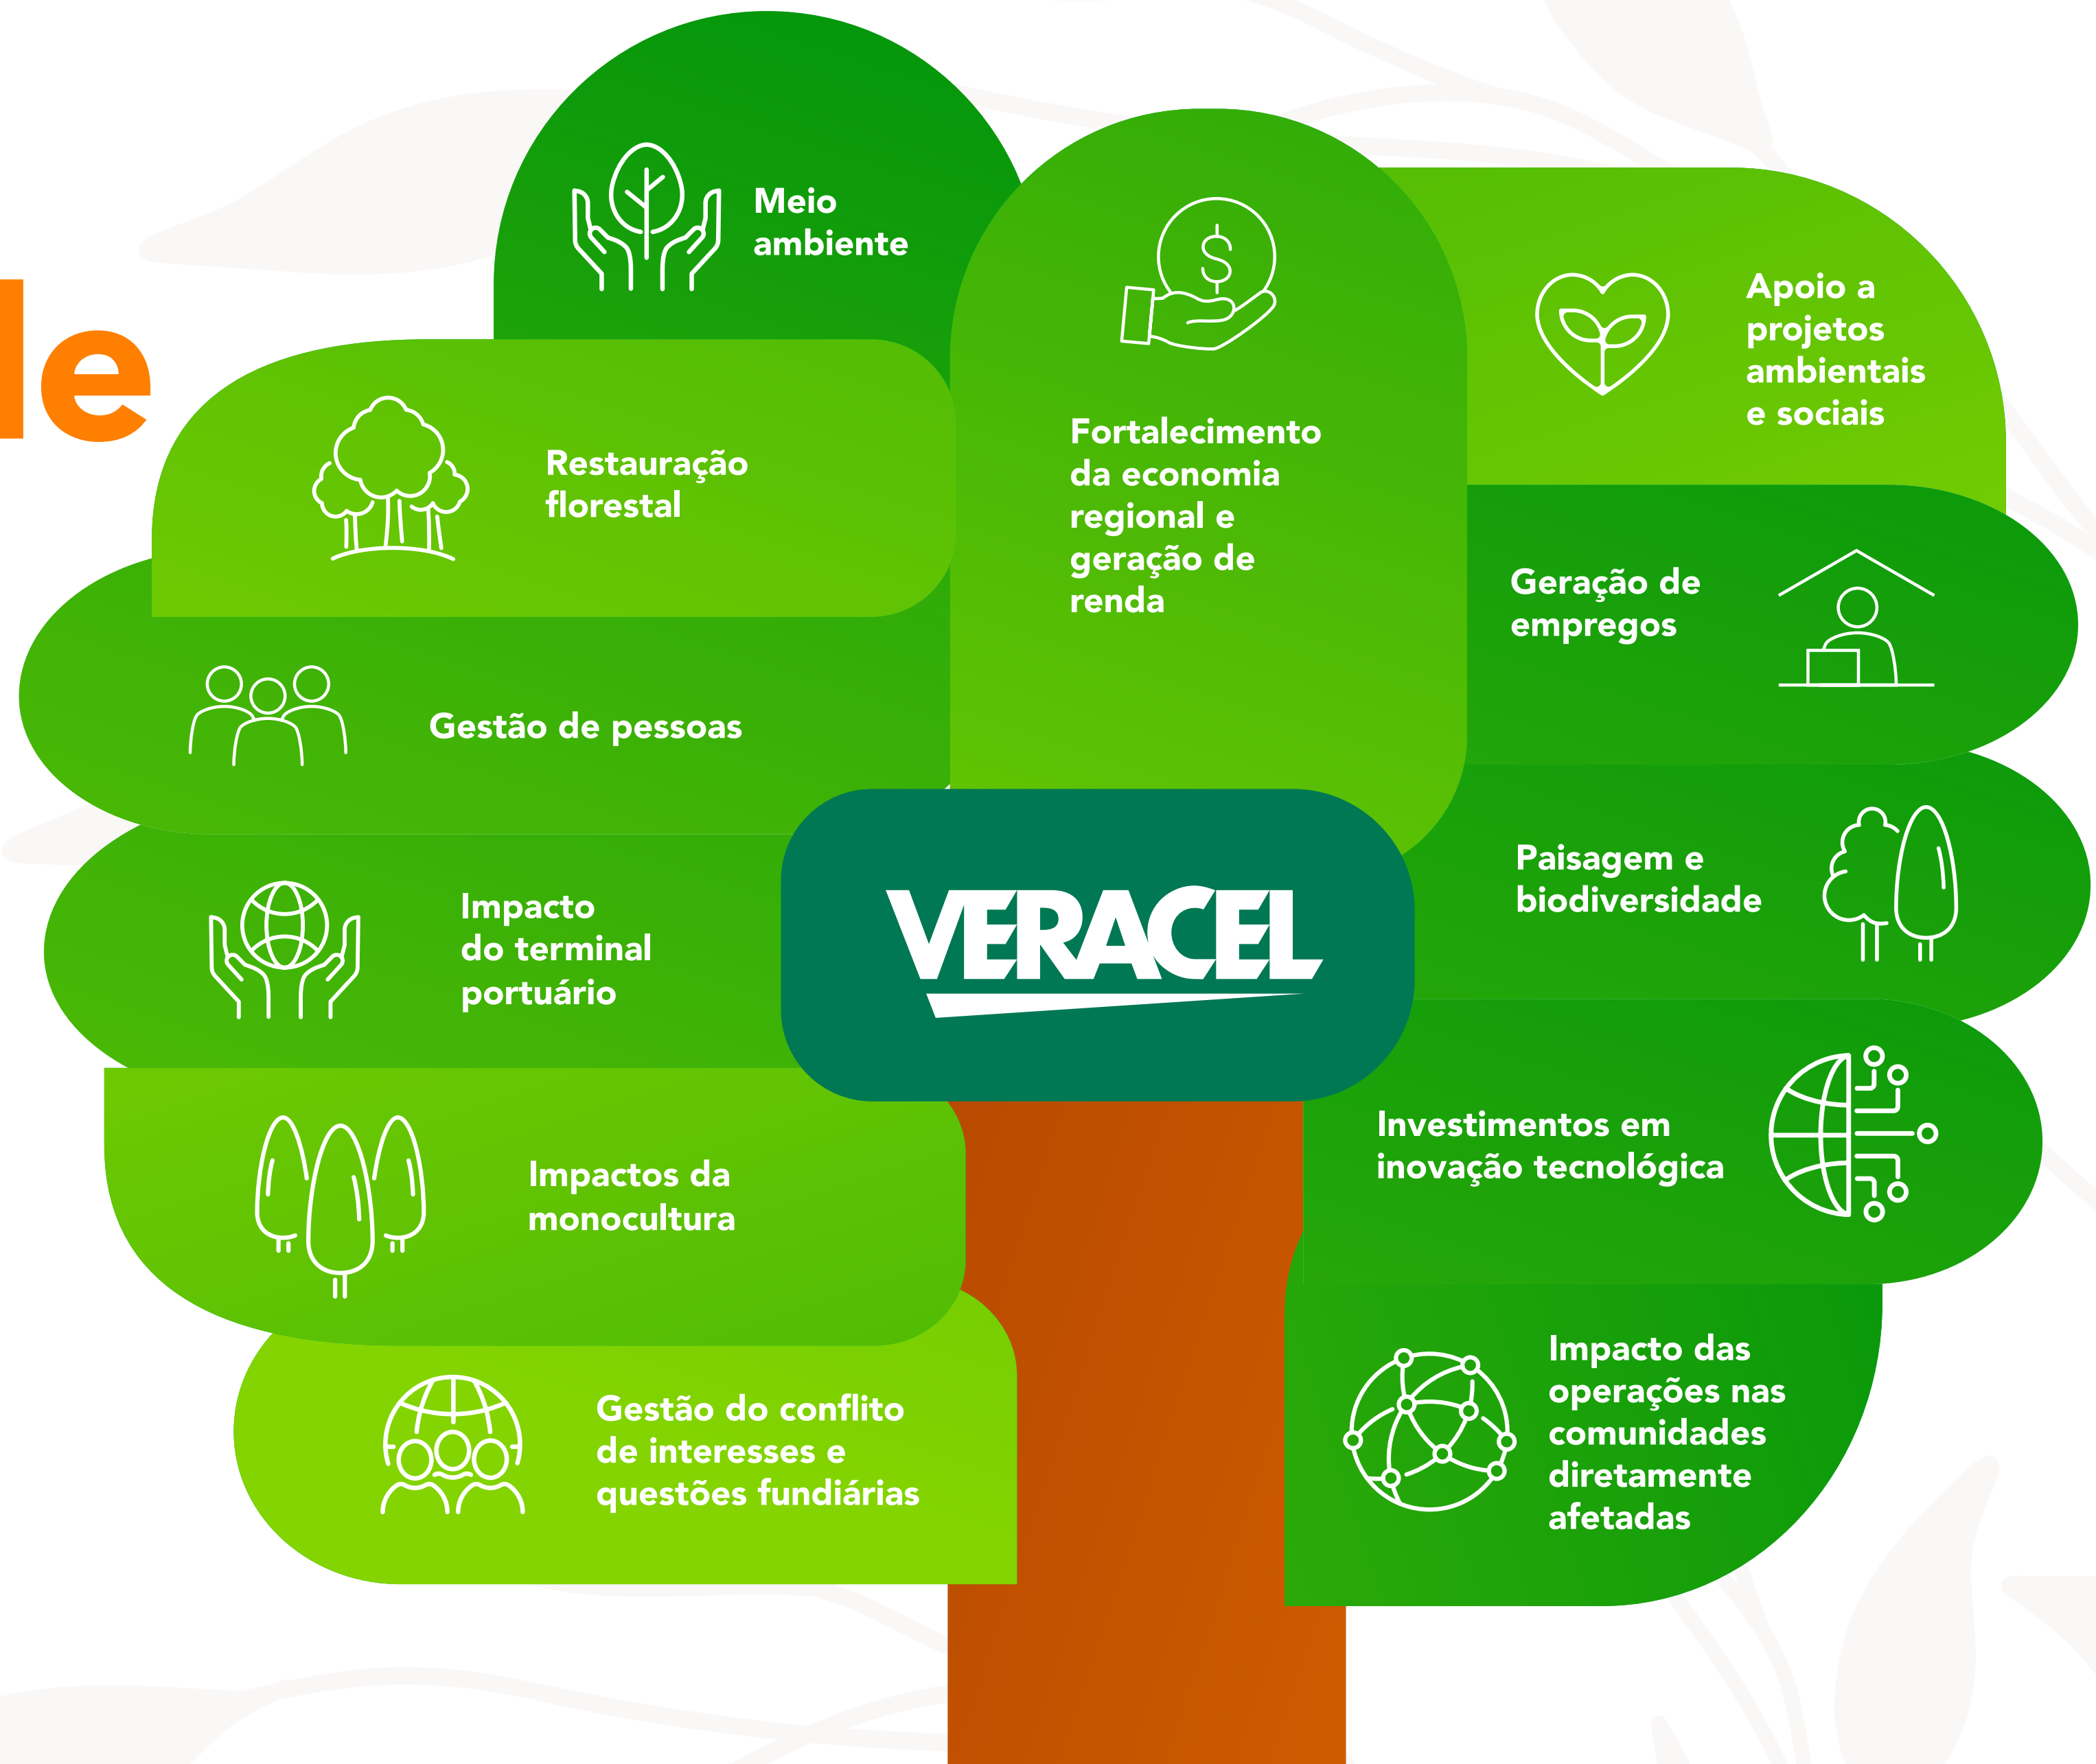 Meio
ambiente
Fortalecimento
da economia
regional e
geração de
renda
Apoio a
projetos
ambientais
e sociais
de
Restauração
florestal
Geração de
empregos
Gestão de pessoas
Paisagem e
biodiversidade
Impacto
do terminal
portuário
VERACEL
Investimentos em
inovação tecnológica
Impactos da
monocultura
Gestão do conflito
de interesses e
questões fundiárias
Impacto das
operações nas
comunidades
diretamente
afetadas